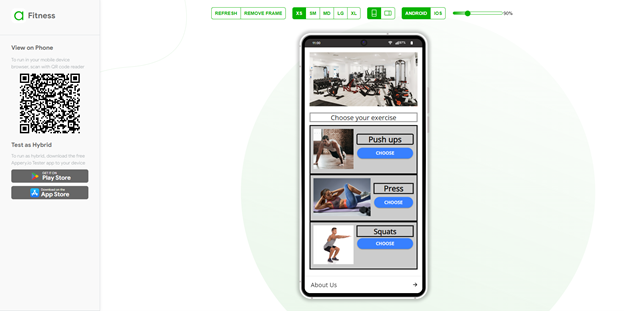 Fitness
View on Phone
To run in your mobile device
browser, scan with QR code reader
Test as Hybrid
To run as hybrid, download the free
Appery.io Tester app to your device
GET IT ON
Play Store
Download on the
App Store
REFRESH
REMOVE FRAME
XS
SM
MD
LG
XL
ANDROID
IOS
90%
Choose your exercise
Push ups
CHOOSE
Press
CHOOSE
Squats
CHOOSE
About Us